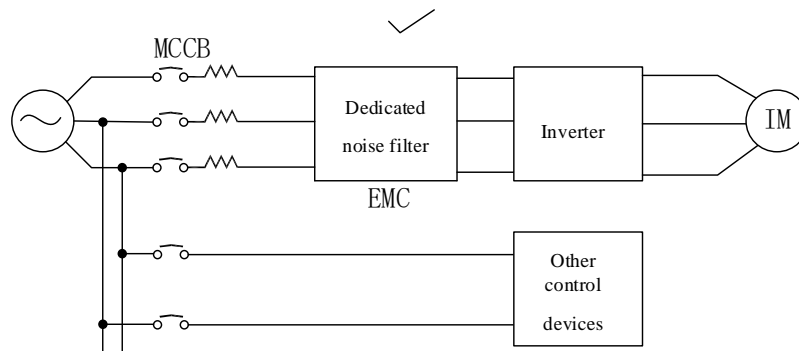 MCCB
Dedicated
noise filter
Inverter
IM
EMC
Other
control
devices